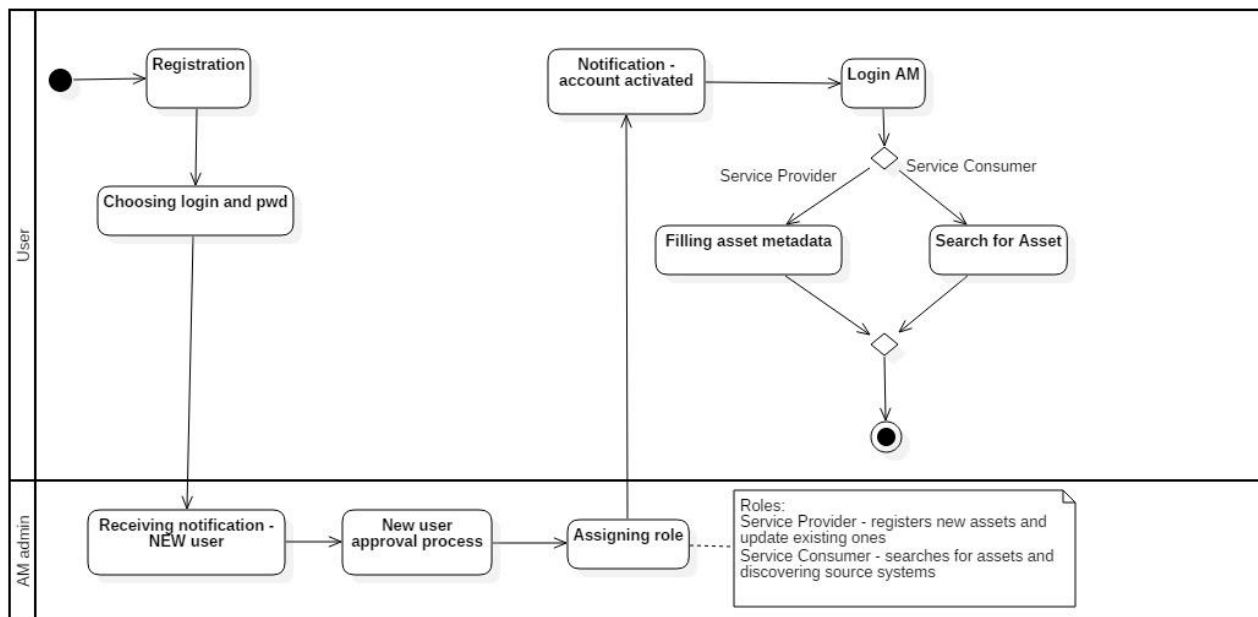 User
Registration
Notification -
account activated
Login AM
Service Provider
Service Consumer
Choosing login and pwd
Filling asset metadata
Search for Asset
AM admin
Receiving notification -
NEW user
New user
approval process
Assigning role
Roles:
Service Provider - registers new assets and
update existing ones
Service Consumer - searches for assets and
discovering source systems